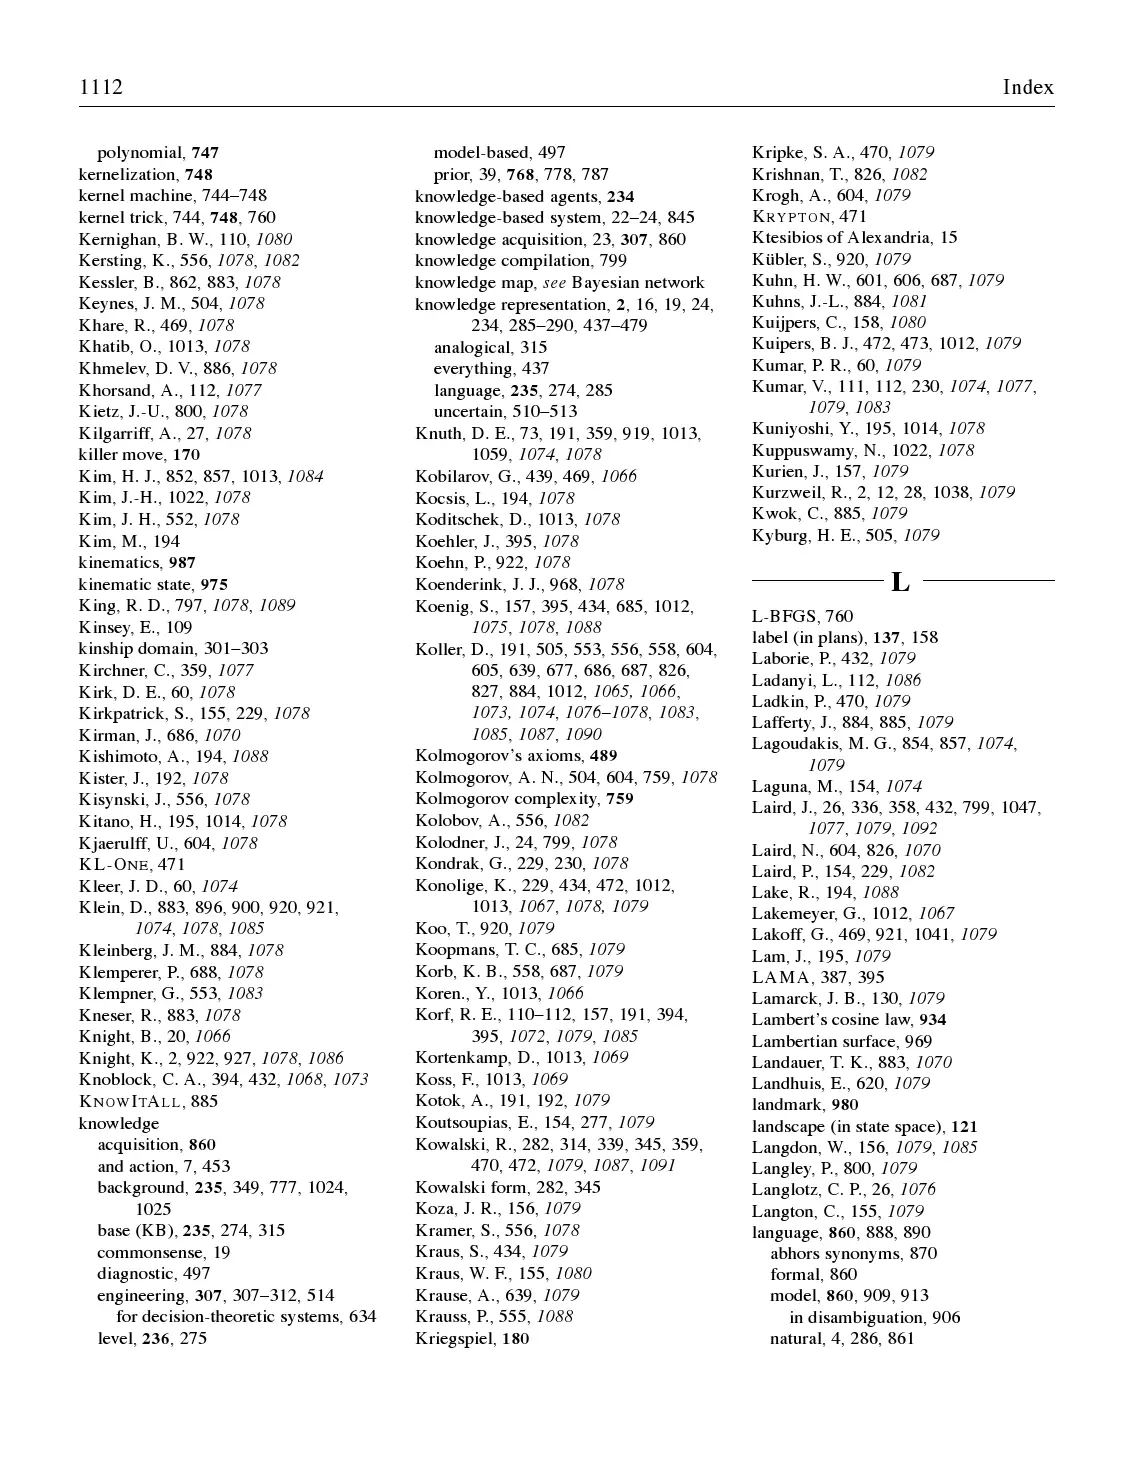 1112
Index
polynomial, 747
kernelization, 748
kernel machine, 744–748
kernel trick, 744, 748, 760
Kernighan, B. W., 110, 1080
Kersting, K., 556, 1078, 1082
Kessler, B., 862, 883, 1078
Keynes, J. M., 504, 1078
Khare, R., 469, 1078
Khatib, O., 1013, 1078
Khmelev, D. V., 886, 1078
Khorsand, A., 112, 1077
Kietz, J.-U., 800, 1078
Kilgarriff, A., 27, 1078
killer move, 170
Kim, H. J., 852, 857, 1013, 1084
Kim, J.-H., 1022, 1078
Kim, J. H., 552, 1078
Kim, M., 194
kinematics, 987
kinematic state, 975
King, R. D., 797, 1078, 1089
Kinsey, E., 109
kinship domain, 301–303
Kirchner, C., 359, 1077
Kirk, D. E., 60, 1078
Kirkpatrick, S., 155, 229, 1078
Kirman, J., 686, 1070
Kishimoto, A., 194, 1088
Kister, J., 192, 1078
Kisynski, J., 556, 1078
Kitano, H., 195, 1014, 1078
Kjaerulff, U., 604, 1078
KL-ONE, 471
Kleer, J. D., 60, 1074
Klein, D., 883, 896, 900, 920, 921,
1074, 1078, 1085
Kleinberg, J. M., 884, 1078
Klemperer, P., 688, 1078
Klempner, G., 553, 1083
Kneser, R., 883, 1078
Knight, B., 20, 1066
Knight, K., 2, 922, 927, 1078, 1086
Knoblock, C. A., 394, 432, 1068, 1073
KNOWITALL, 885
knowledge
acquisition, 860
and action, 7, 453
background, 235, 349, 777, 1024,
1025
base (KB), 235, 274, 315
commonsense, 19
diagnostic, 497
engineering, 307, 307–312, 514
for decision-theoretic systems, 634
level, 236, 275
model-based, 497
prior, 39, 768, 778, 787
knowledge-based agents, 234
knowledge-based system, 22–24, 845
knowledge acquisition, 23, 307, 860
knowledge compilation, 799
knowledge map, see Bayesian network
knowledge representation, 2, 16, 19, 24,
234, 285–290, 437–479
analogical, 315
everything, 437
language, 235, 274, 285
uncertain, 510–513
Knuth, D. E., 73, 191, 359, 919, 1013,
1059, 1074, 1078
Kobilarov, G., 439, 469, 1066
Kocsis, L., 194, 1078
Koditschek, D., 1013, 1078
Koehler, J., 395, 1078
Koehn, P., 922, 1078
Koenderink, J. J., 968, 1078
Koenig, S., 157, 395, 434, 685, 1012,
1075, 1078, 1088
Koller, D., 191, 505, 553, 556, 558, 604,
605, 639, 677, 686, 687, 826,
827, 884, 1012, 1065, 1066,
1073, 1074, 1076–1078, 1083,
1085, 1087, 1090
Kolmogorov's axioms, 489
Kolmogorov, A. N., 504, 604, 759, 1078
Kolmogorov complexity, 759
Kolobov, A., 556, 1082
Kolodner, J., 24, 799, 1078
Kondrak, G., 229, 230, 1078
Konolige, K., 229, 434, 472, 1012,
1013, 1067, 1078, 1079
Koo, T., 920, 1079
Koopmans, T. C., 685, 1079
Korb, K. B., 558, 687, 1079
Koren., Y., 1013, 1066
Korf, R. E., 110–112, 157, 191, 394,
395, 1072, 1079, 1085
Kortenkamp, D., 1013, 1069
Koss, F., 1013, 1069
Kotok, A., 191, 192, 1079
Koutsoupias, E., 154, 277, 1079
Kowalski, R., 282, 314, 339, 345, 359,
470, 472, 1079, 1087, 1091
Kowalski form, 282, 345
Koza, J. R., 156, 1079
Kramer, S., 556, 1078
Kraus, S., 434, 1079
Kraus, W. F., 155, 1080
Krause, A., 639, 1079
Krauss, P., 555, 1088
Kriegspiel, 180
Kripke, S. A., 470, 1079
Krishnan, T., 826, 1082
Krogh, A., 604, 1079
KRYPTON, 471
Ktesibios of Alexandria, 15
Kübler, S., 920, 1079
Kuhn, H. W., 601, 606, 687, 1079
Kuhns, J.-L., 884, 1081
Kuijpers, C., 158, 1080
Kuipers, B. J., 472, 473, 1012, 1079
Kumar, P. R., 60, 1079
Kumar, V., 111, 112, 230, 1074, 1077,
1079, 1083
Kuniyoshi, Y., 195, 1014, 1078
Kuppuswamy, N., 1022, 1078
Kurien, J., 157, 1079
Kurzweil, R., 2, 12, 28, 1038, 1079
Kwok, C., 885, 1079
Kyburg, H. E., 505, 1079
L
L-BFGS, 760
label (in plans), 137, 158
Laborie, P., 432, 1079
Ladanyi, L., 112, 1086
Ladkin, P., 470, 1079
Lafferty, J., 884, 885, 1079
Lagoudakis, M. G., 854, 857, 1074,
1079
Laguna, M., 154, 1074
Laird, J., 26, 336, 358, 432, 799, 1047,
1077, 1079, 1092
Laird, N., 604, 826, 1070
Laird, P., 154, 229, 1082
Lake, R., 194, 1088
Lakemeyer, G., 1012, 1067
Lakoff, G., 469, 921, 1041, 1079
Lam, J., 195, 1079
LAMA, 387, 395
Lamarck, J. B., 130, 1079
Lambert's cosine law, 934
Lambertian surface, 969
Landauer, T. K., 883, 1070
Landhuis, E., 620, 1079
landmark, 980
landscape (in state space), 121
Langdon, W., 156, 1079, 1085
Langley, P., 800, 1079
Langlotz, C. P., 26, 1076
Langton, C., 155, 1079
language, 860, 888, 890
abhors synonyms, 870
formal, 860
model, 860, 909, 913
in disambiguation, 906
natural, 4, 286, 861